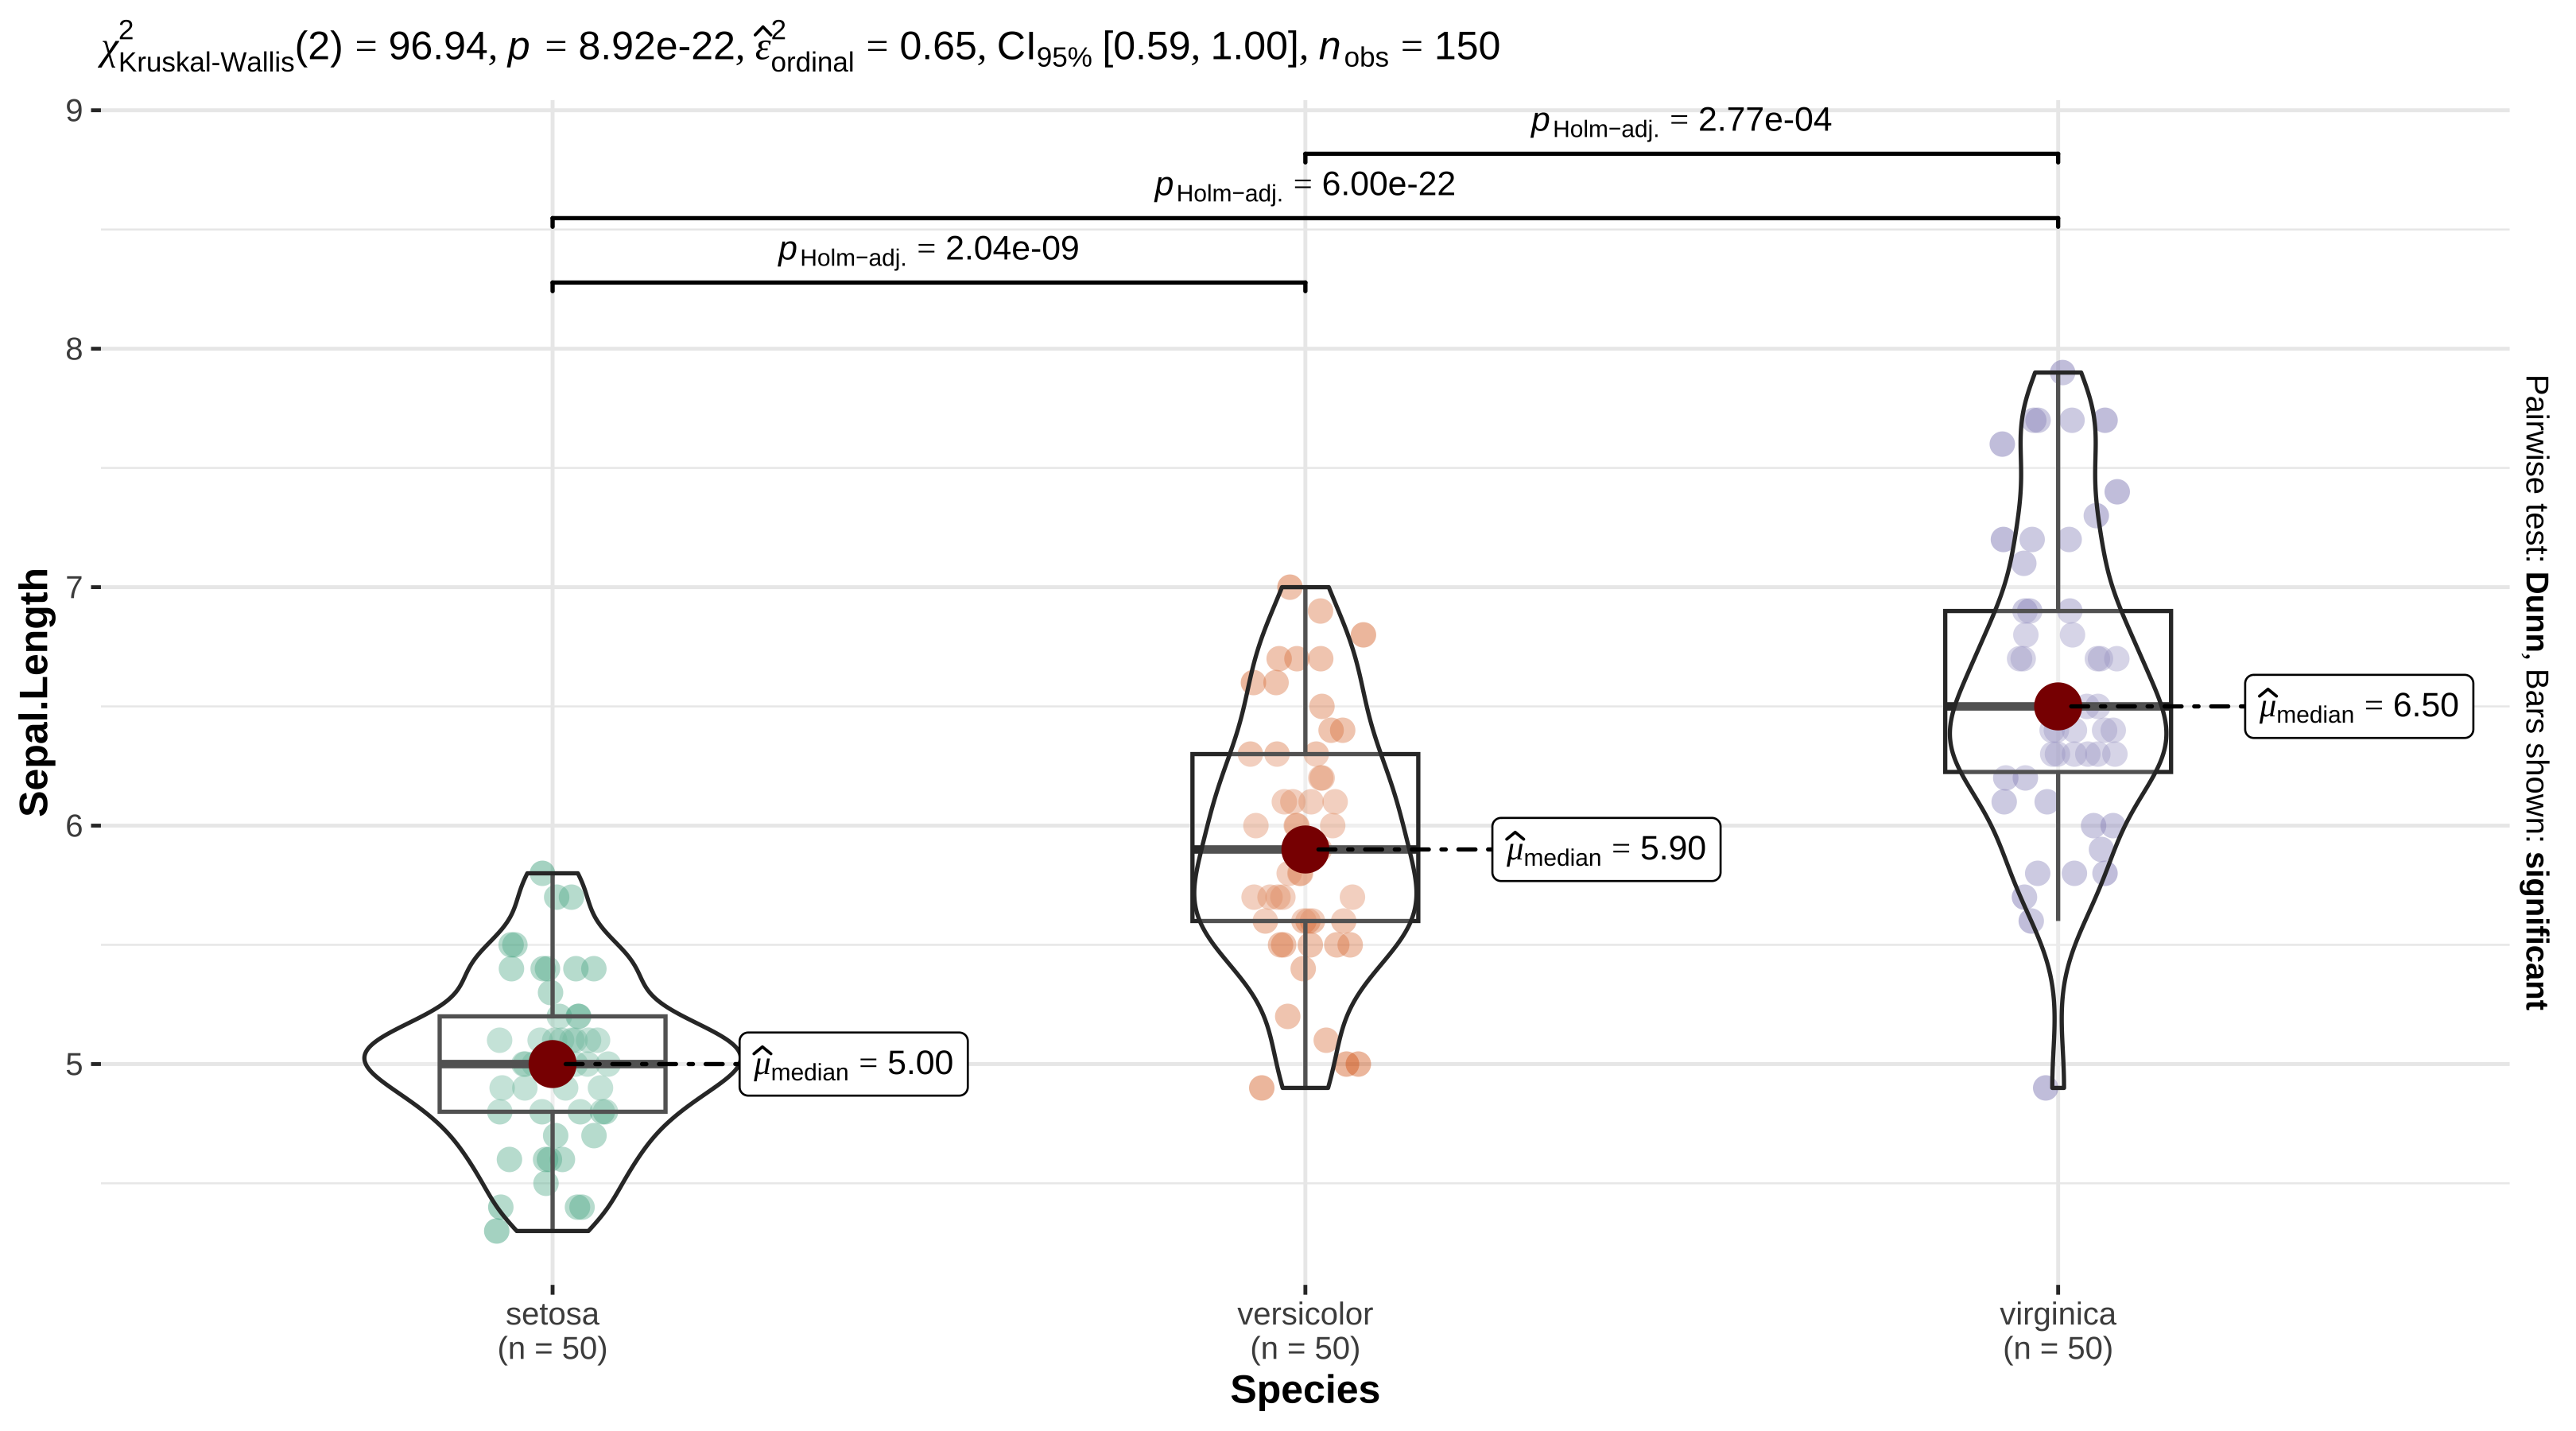 χ²Kruskal-Wallis(2) = 96.94, p = 8.92e-22, ε̂²ordinal = 0.65, CI95% [0.59, 1.00], nobs = 150
9
pHolm−adj. = 2.77e-04
pHolm−adj. = 6.00e-22
pHolm−adj. = 2.04e-09
8
7
6
5
Sepal.Length
μ̂median = 6.50
μ̂median = 5.90
μ̂median = 5.00
Pairwise test: Dunn, Bars shown: significant
setosa
(n = 50)
versicolor
(n = 50)
virginica
(n = 50)
Species